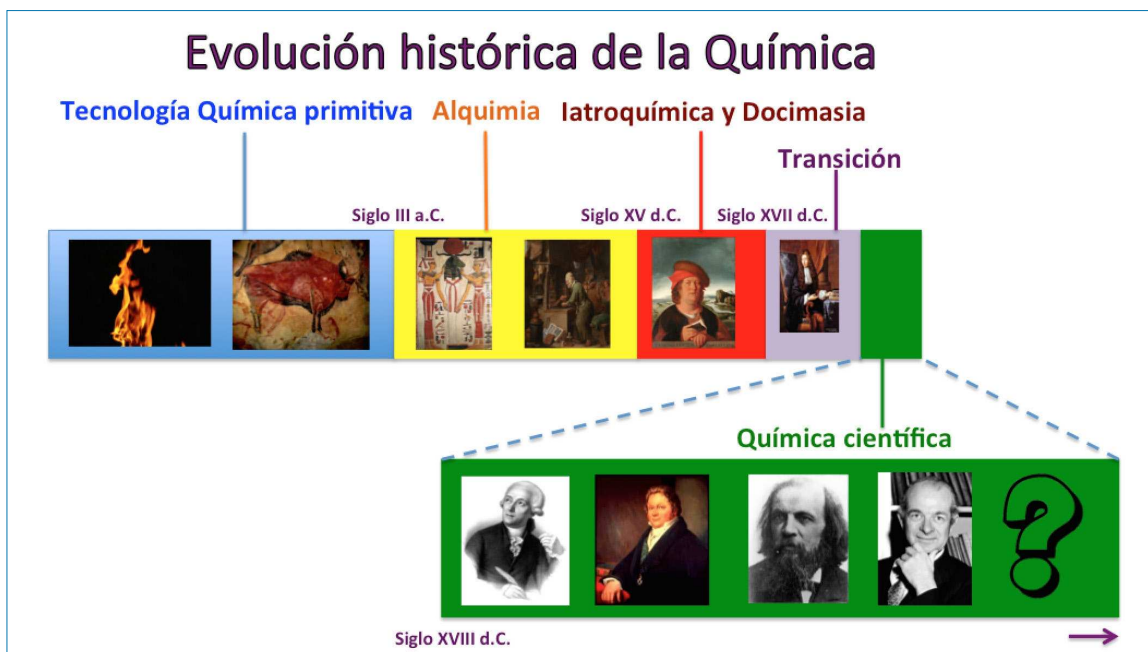 Evolución histórica de la Química
Tecnología Química primitiva
Alquimia
Iatroquímica y Docimasia
Transición
Siglo III a.C.
Siglo XV d.C.
Siglo XVII d.C.
Química científica
?
Siglo XVIII d.C.